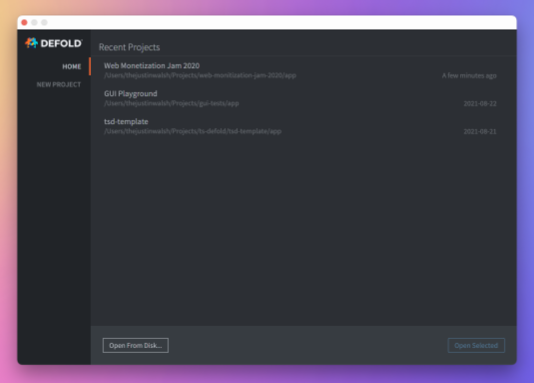 DEFOLD
HOME
NEW PROJECT
Recent Projects
Web Monetization Jam 2020
/Users/thejustinwalsh/Projects/web-monitization-jam-2020/app
A few minutes ago
GUI Playground
/Users/thejustinwalsh/Projects/gui-tests/app
2021-08-22
tsd-template
/Users/thejustinwalsh/Projects/ts-defold/tsd-template/app
2021-08-21
Open From Disk...
Open Selected